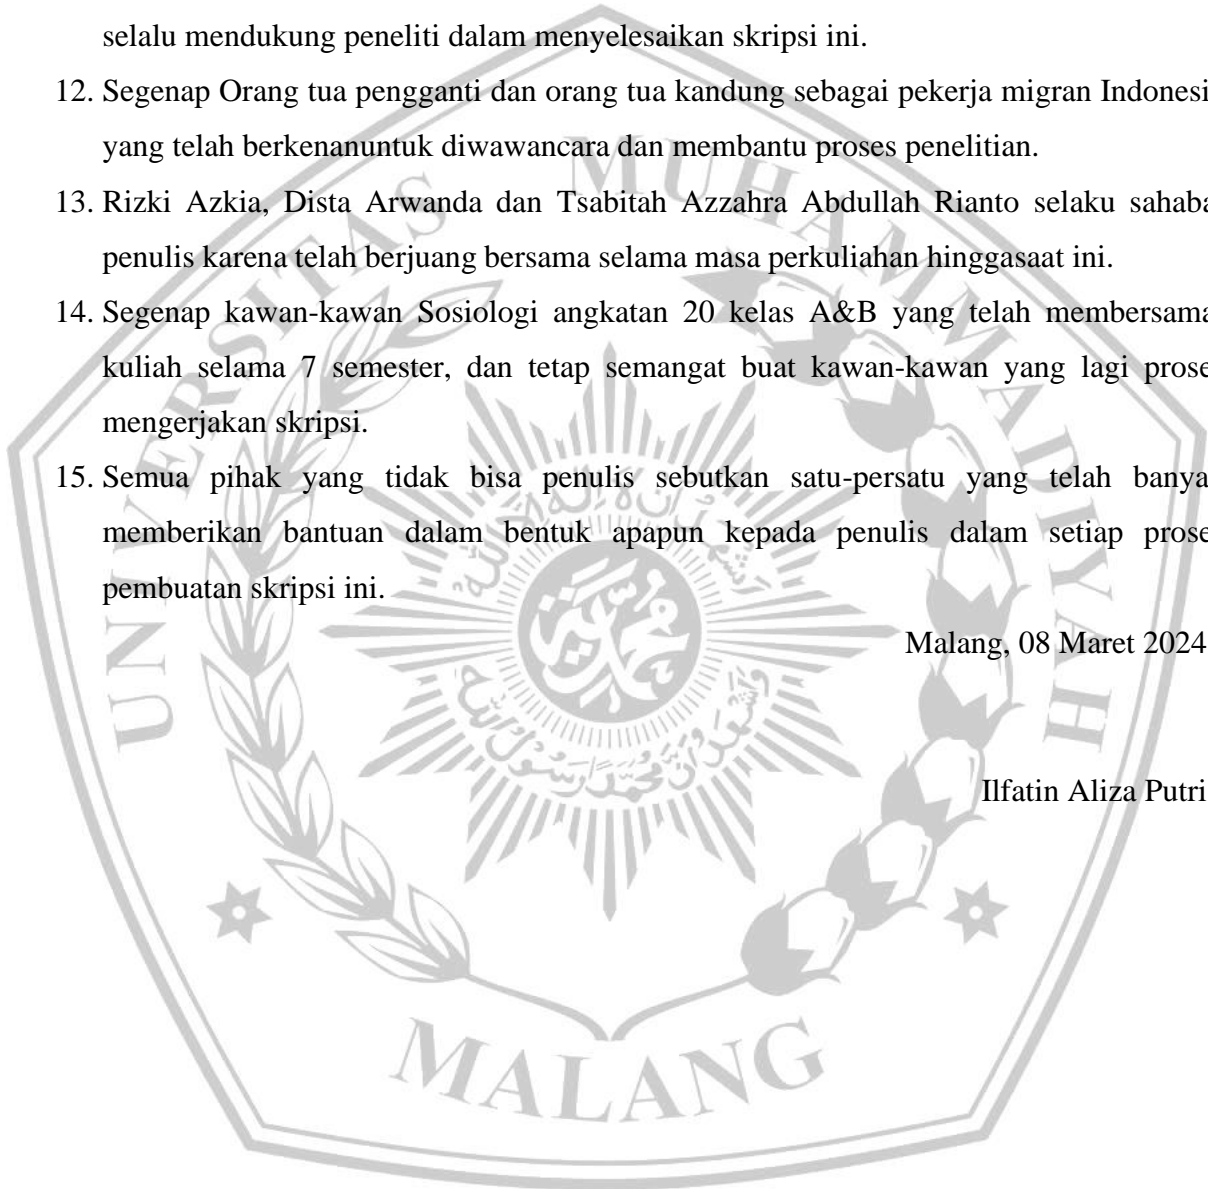 selalu mendukung peneliti dalam menyelesaikan skripsi ini.
12. Segenap Orang tua pengganti dan orang tua kandung sebagai pekerja migran Indonesi
yang telah berkenanuntuk diwawancara dan membantu proses penelitian.
13. Rizki Azkia, Dista Arwanda dan Tsabitah Azzahra Abdullah Rianto selaku sahaba
penulis karena telah berjuang bersama selama masa perkuliahan hinggasaat ini.
14. Segenap kawan-kawan Sosiologi angkatan 20 kelas A&B yang telah membersama
kuliah selama 7 semester, dan tetap semangat buat kawan-kawan yang lagi prose
mengerjakan skripsi.
15. Semua pihak yang tidak bisa penulis sebutkan satu-persatu yang telah banya
memberikan bantuan dalam bentuk apapun kepada penulis dalam setiap prose
pembuatan skripsi ini.
Malang, 08 Maret 2024
Ilfatin Aliza Putri
UNIVERSITAS MUHAMMADIYAH
MALANG